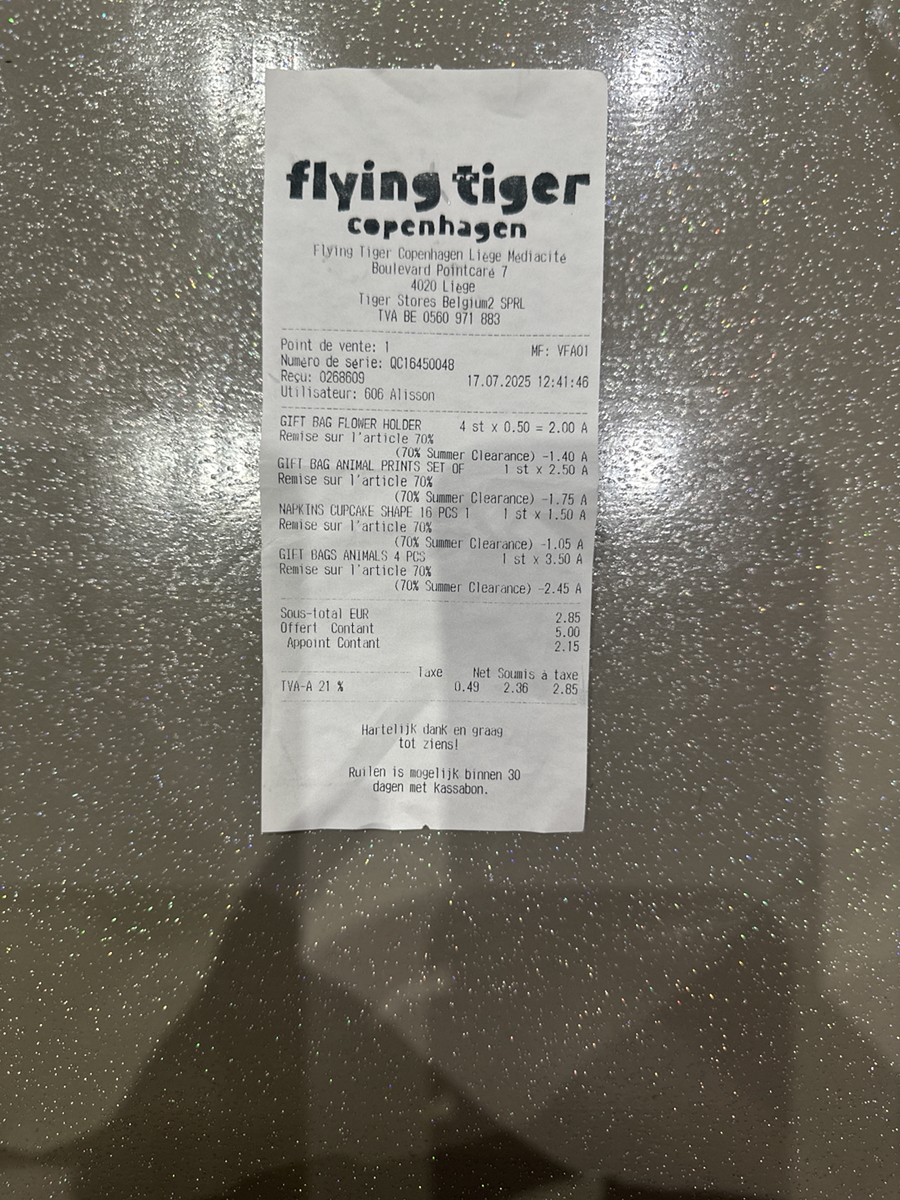 flying tiger
copenhagen
Flying Tiger Copenhagen Liège Médiacité
Boulevard Pointcaré 7
4020 Liège
Tiger Stores Belgium2 SPRL
TVA BE 0560 971 883
Point de vente: 1 MF: VFA01
Numéro de série: QC16450048
Reçu: 0268609 17.07.2025 12:41:46
Utilisateur: 606 Alisson
GIFT BAG FLOWER HOLDER 4 st x 0.50 = 2.00 A
Remise sur l'article 70%
(70% Summer Clearance) -1.40 A
GIFT BAG ANIMAL PRINTS SET OF 1 st x 2.50 A
Remise sur l'article 70%
(70% Summer Clearance) -1.75 A
NAPKINS CUPCAKE SHAPE 16 PCS 1 1 st x 1.50 A
Remise sur l'article 70%
(70% Summer Clearance) -1.05 A
GIFT BAGS ANIMALS 4 PCS 1 st x 3.50 A
Remise sur l'article 70%
(70% Summer Clearance) -2.45 A
Sous-total EUR 2.85
Offert Contant 5.00
Appoint Contant 2.15
Taxe Net Soumis à taxe
TVA-A 21 % 0.49 2.36 2.85
Hartelijk dank en graag
tot ziens!
Ruilen is mogelijk binnen 30
dagen met kassabon.